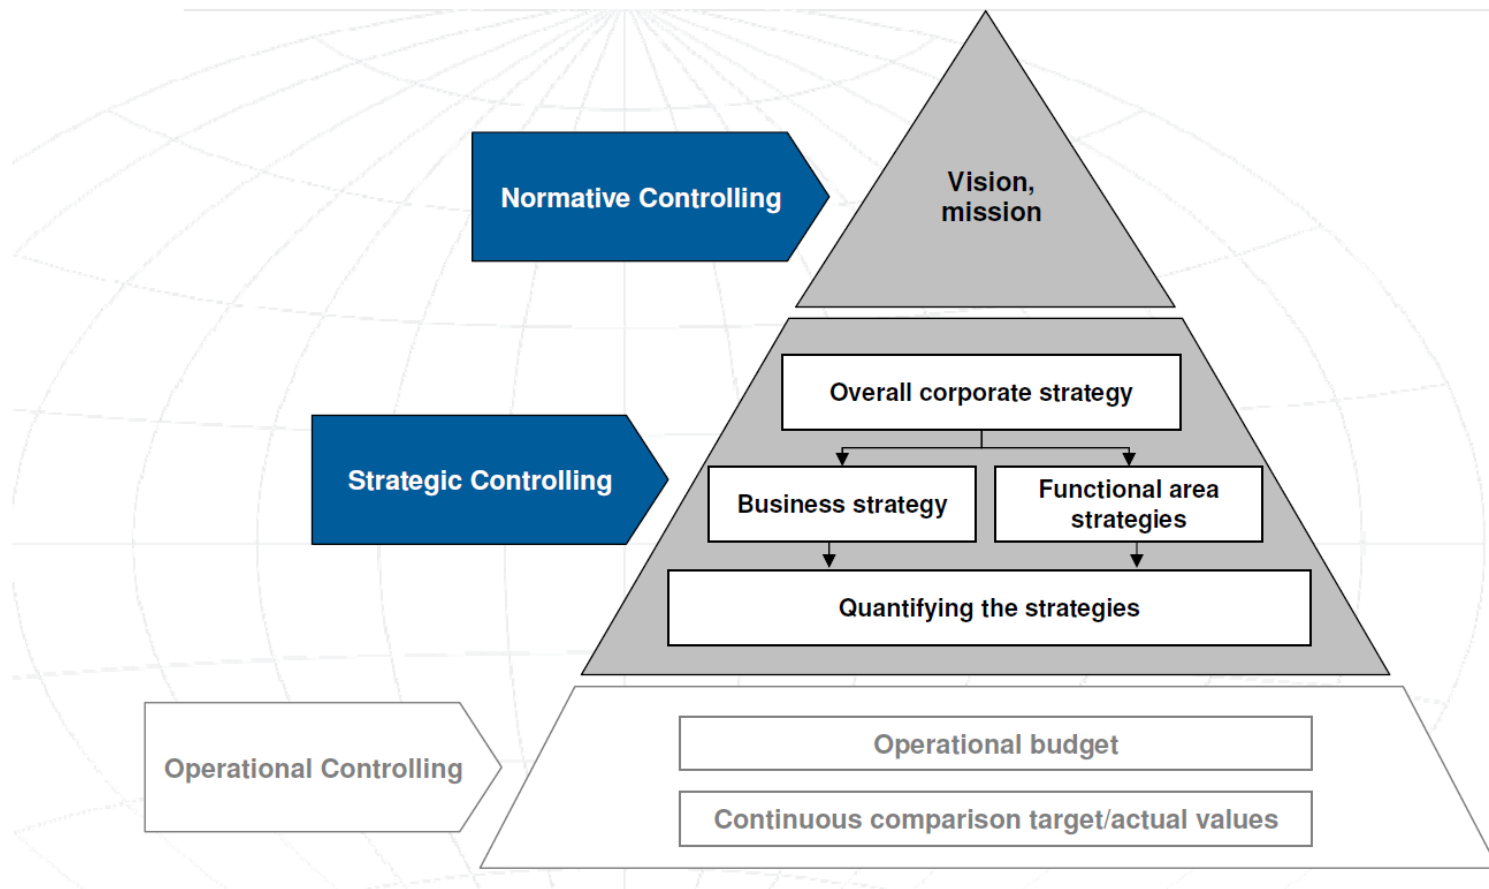 Normative Controlling
Vision,
mission
Overall corporate strategy
Strategic Controlling
Business strategy
Functional area
strategies
Quantifying the strategies
Operational Controlling
Operational budget
Continuous comparison target/actual values